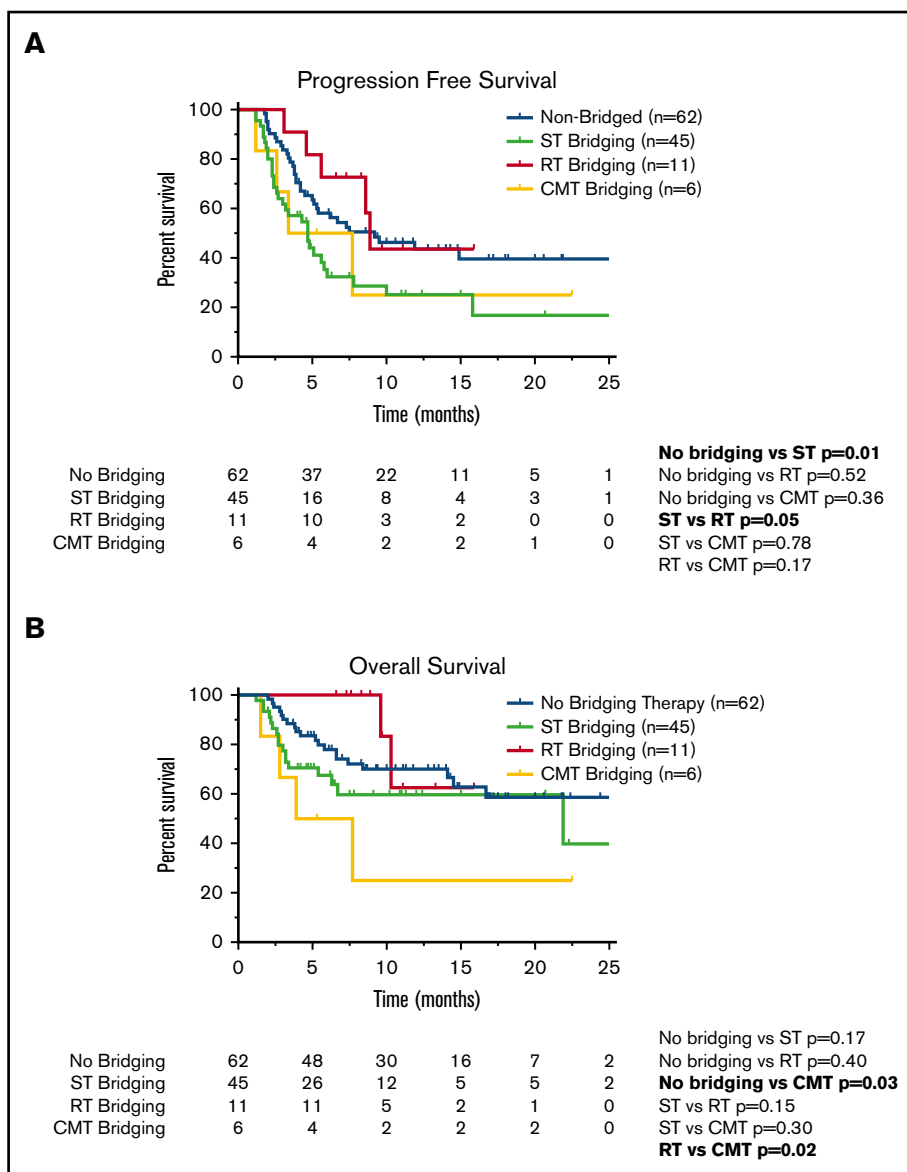 A
Progression Free Survival
Non-Bridged (n=62)
ST Bridging (n=45)
RT Bridging (n=11)
CMT Bridging (n=6)
Percent survival
100
80
60
40
20
0
0 5 10 15 20 25
Time (months)
No Bridging 62 37 22 11 5 1
ST Bridging 45 16 8 4 3 1
RT Bridging 11 10 3 2 0 0
CMT Bridging 6 4 2 2 1 0
No bridging vs ST p=0.01
No bridging vs RT p=0.52
No bridging vs CMT p=0.36
ST vs RT p=0.05
ST vs CMT p=0.78
RT vs CMT p=0.17
B
Overall Survival
No Bridging Therapy (n=62)
ST Bridging (n=45)
RT Bridging (n=11)
CMT Bridging (n=6)
Percent survival
100
80
60
40
20
0
0 5 10 15 20 25
Time (months)
No Bridging 62 48 30 16 7 2
ST Bridging 45 26 12 5 5 2
RT Bridging 11 11 5 2 1 0
CMT Bridging 6 4 2 2 2 0
No bridging vs ST p=0.17
No bridging vs RT p=0.40
No bridging vs CMT p=0.03
ST vs RT p=0.15
ST vs CMT p=0.30
RT vs CMT p=0.02